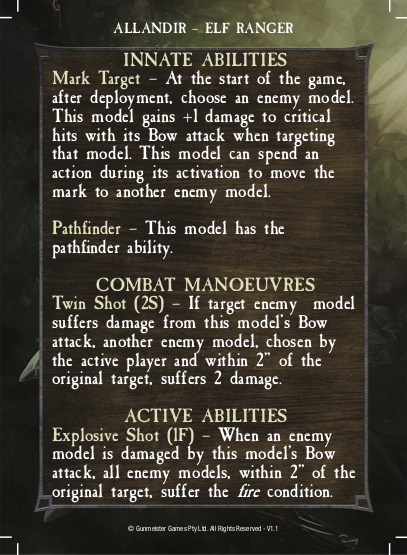 ALLANDIR – ELF RANGER
INNATE ABILITIES
Mark Target – At the start of the game,
after deployment, choose an enemy model.
This model gains +1 damage to critical
hits with its Bow attack when targeting
that model. This model can spend an
action during its activation to move the
mark to another enemy model.
Pathfinder – This model has the
pathfinder ability.
COMBAT MANOEUVRES
Twin Shot (2S) – If target enemy model
suffers damage from this model's Bow
attack, another enemy model, chosen by
the active player and within 2" of the
original target, suffers 2 damage.
ACTIVE ABILITIES
Explosive Shot (1F) – When an enemy
model is damaged by this model's Bow
attack, all enemy models, within 2" of the
original target, suffer the fire condition.
© Gunmeister Games Pty Ltd. All Rights Reserved - V1.1